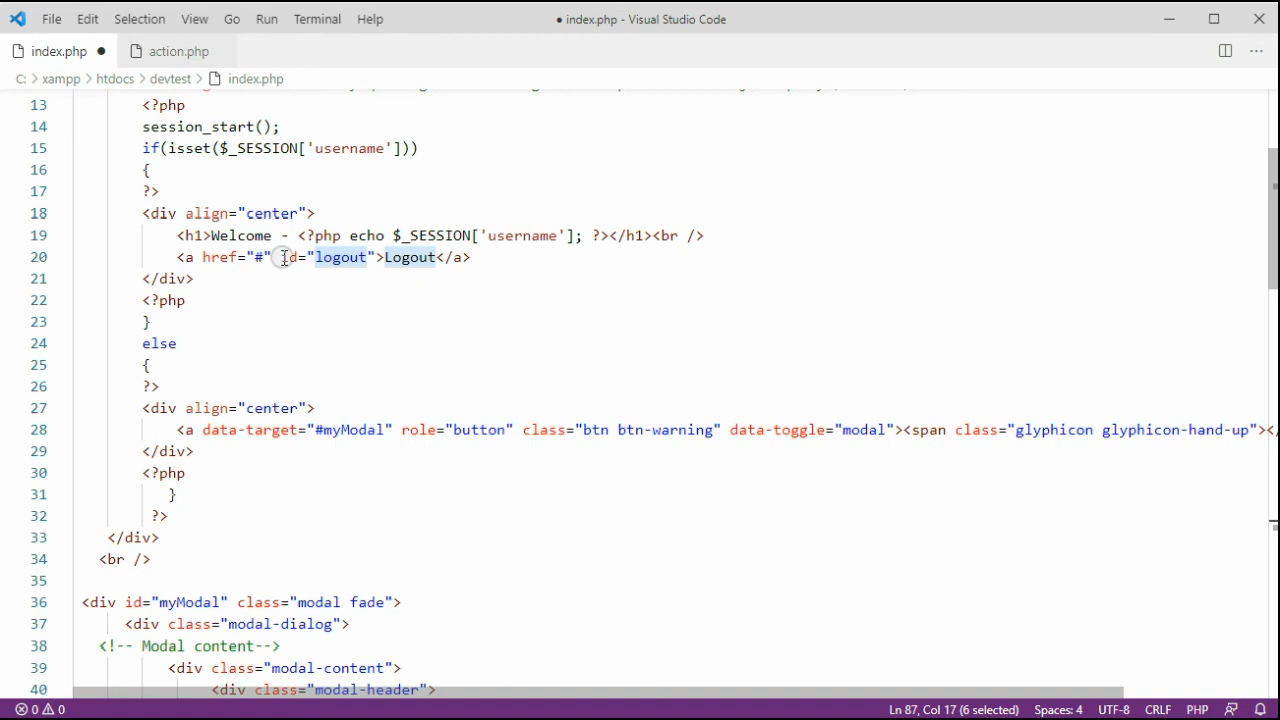 File Edit Selection View Go Run Terminal Help ● index.php - Visual Studio Code
index.php ● action.php
C: > xampp > htdocs > devtest > index.php
13 <?php
14 session_start();
15 if(isset($_SESSION['username']))
16 {
17 ?>
18 <div align="center">
19 <h1>Welcome - <?php echo $_SESSION['username']; ?></h1><br />
20 <a href="#" id="logout">Logout</a>
21 </div>
22 <?php
23 }
24 else
25 {
26 ?>
27 <div align="center">
28 <a data-target="#myModal" role="button" class="btn btn-warning" data-toggle="modal"><span class="glyphicon glyphicon-hand-up"></
29 </div>
30 <?php
31 }
32 ?>
33 </div>
34 <br />
35
36 <div id="myModal" class="modal fade">
37 <div class="modal-dialog">
38 <!-- Modal content-->
39 <div class="modal-content">
40 <div class="modal-header">
0 0 Ln 87, Col 17 (6 selected) Spaces: 4 UTF-8 CRLF PHP